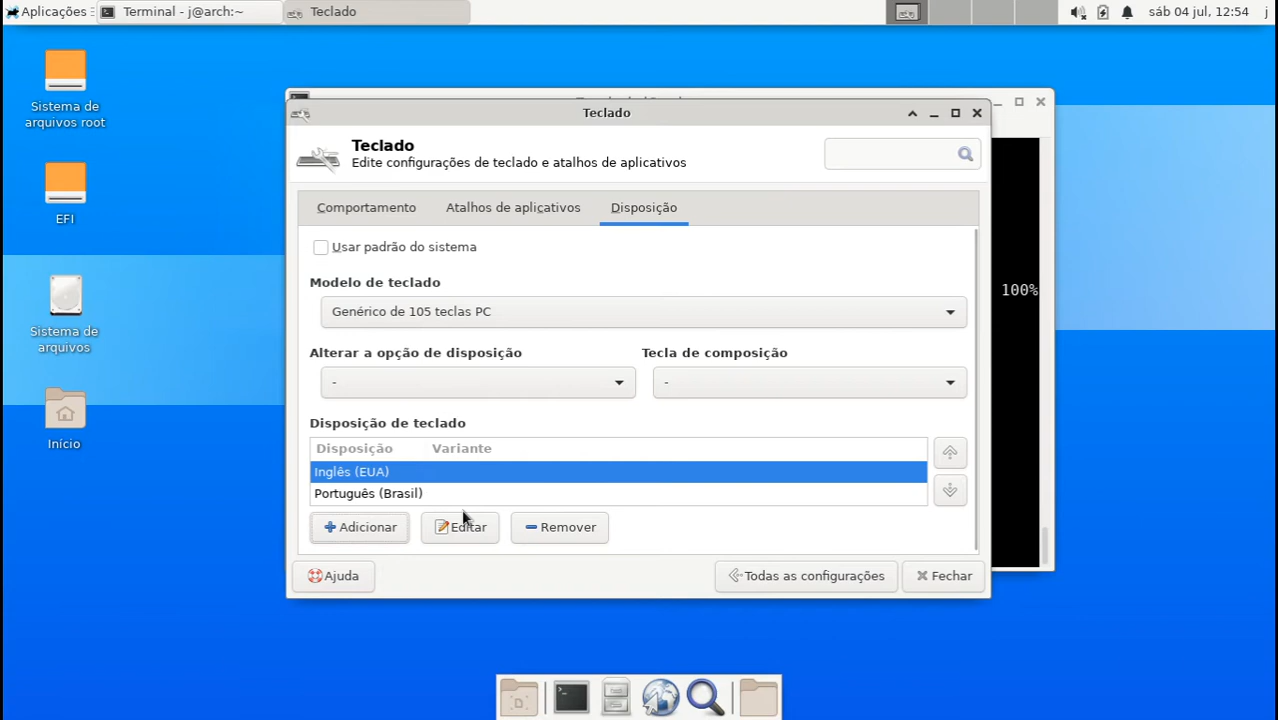 Aplicações
Terminal - j@arch:~
Teclado
sáb 04 jul, 12:54
j
Sistema de
arquivos root
EFI
Sistema de
arquivos
Início
Teclado
Teclado
Edite configurações de teclado e atalhos de aplicativos
Comportamento
Atalhos de aplicativos
Disposição
Usar padrão do sistema
Modelo de teclado
Genérico de 105 teclas PC
Alterar a opção de disposição
Tecla de composição
-
-
Disposição de teclado
Disposição Variante
Inglês (EUA)
Português (Brasil)
Adicionar
Editar
Remover
Ajuda
Todas as configurações
Fechar
100%